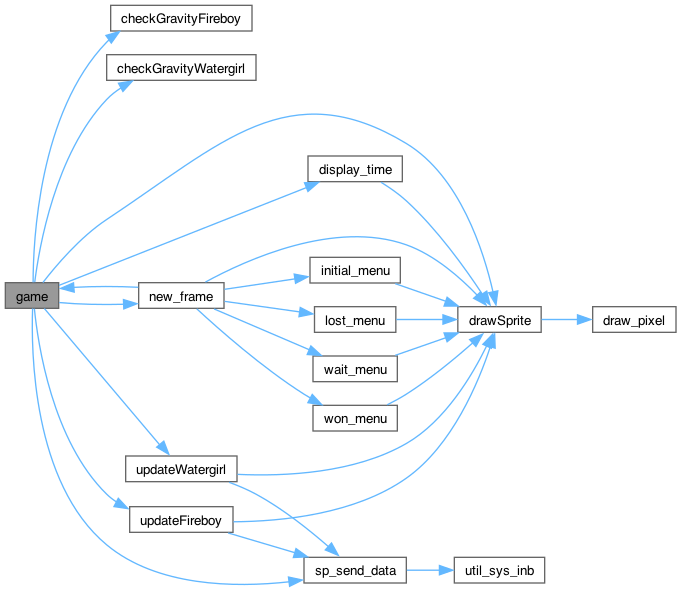 checkGravityFireboy
checkGravityWatergirl
display_time
initial_menu
game
new_frame
lost_menu
drawSprite
draw_pixel
wait_menu
won_menu
updateWatergirl
updateFireboy
sp_send_data
util_sys_inb